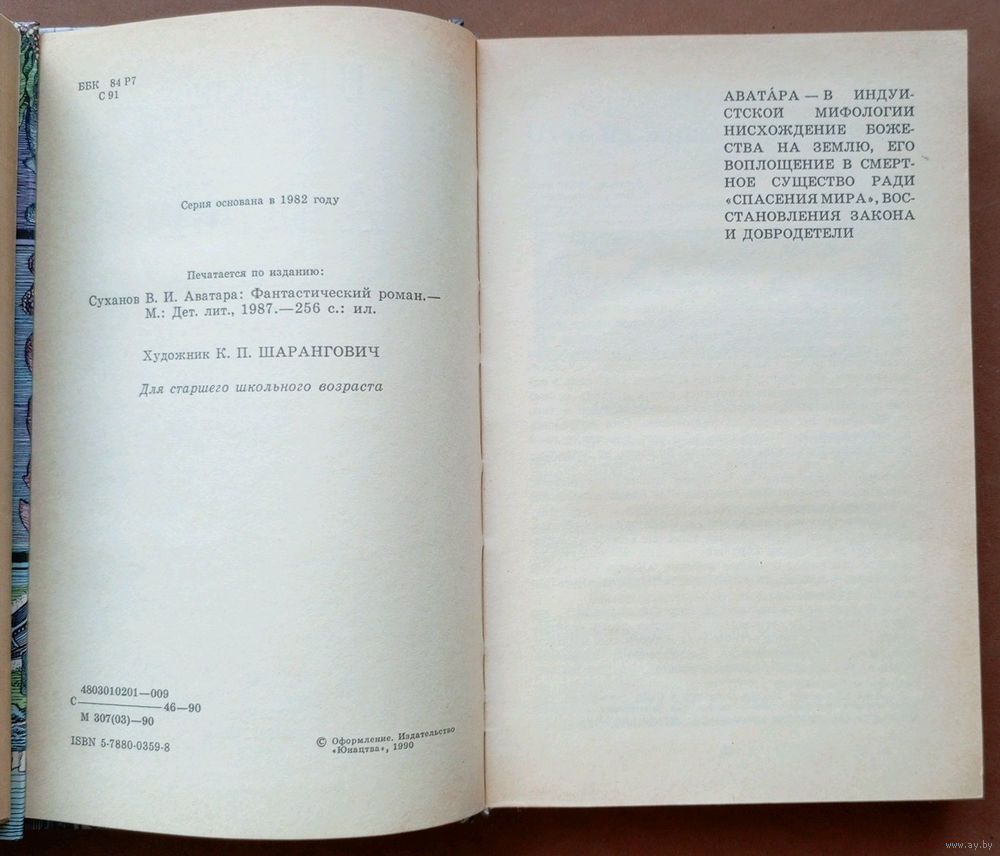 ББК 84 Р7
С 91
Серия основана в 1982 году
Печатается по изданию:
Суханов В. И. Аватара: Фантастический роман.—
М.: Дет. лит., 1987.—256 с.: ил.
Художник К. П. ШАРАНГОВИЧ
Для старшего школьного возраста
4803010201—009
С————————46—90
М 307(03)—90
ISBN 5-7880-0359-8
© Оформление. Издательство
«Юнацтва», 1990
АВАТА́РА — В ИНДУИ-
СТСКОЙ МИФОЛОГИИ
НИСХОЖДЕНИЕ БОЖЕ-
СТВА НА ЗЕМЛЮ, ЕГО
ВОПЛОЩЕНИЕ В СМЕРТ-
НОЕ СУЩЕСТВО РАДИ
«СПАСЕНИЯ МИРА», ВОС-
СТАНОВЛЕНИЯ ЗАКОНА
И ДОБРОДЕТЕЛИ
www.ay.by